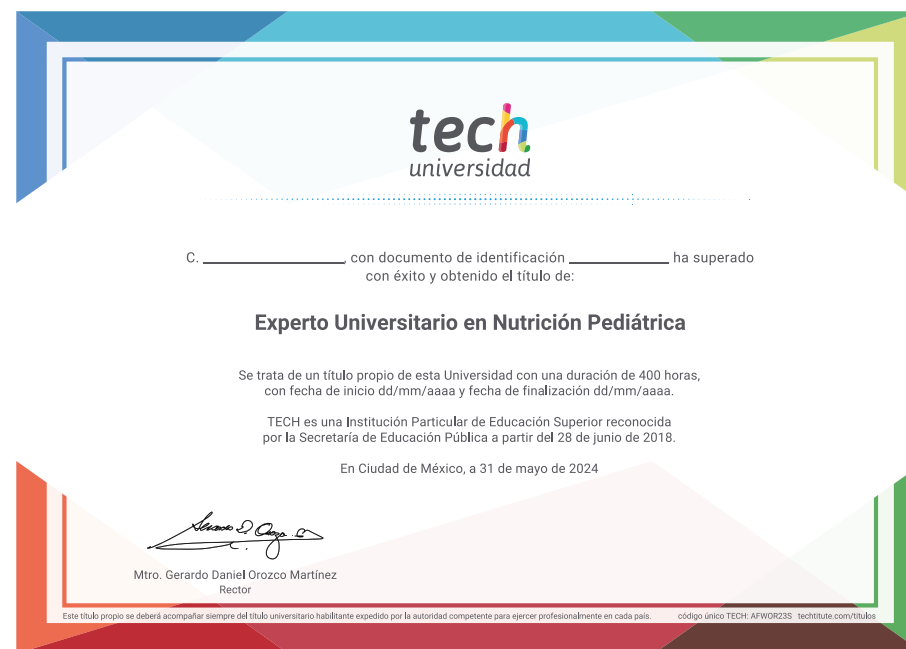 tech
universidad
C. ____________, con documento de identificación ____________ ha superado
con éxito y obtenido el título de:
Experto Universitario en Nutrición Pediátrica
Se trata de un título propio de esta Universidad con una duración de 400 horas,
con fecha de inicio dd/mm/aaaa y fecha de finalización dd/mm/aaaa.
TECH es una Institución Particular de Educación Superior reconocida
por la Secretaría de Educación Pública a partir del 28 de junio de 2018.
En Ciudad de México, a 31 de mayo de 2024
Mtro. Gerardo Daniel Orozco Martínez
Rector
Este título propio se deberá acompañar siempre del título universitario habilitante expedido por la autoridad competente para ejercer profesionalmente en cada país. código único TECH: AFWOR23S techtitute.com/titulos